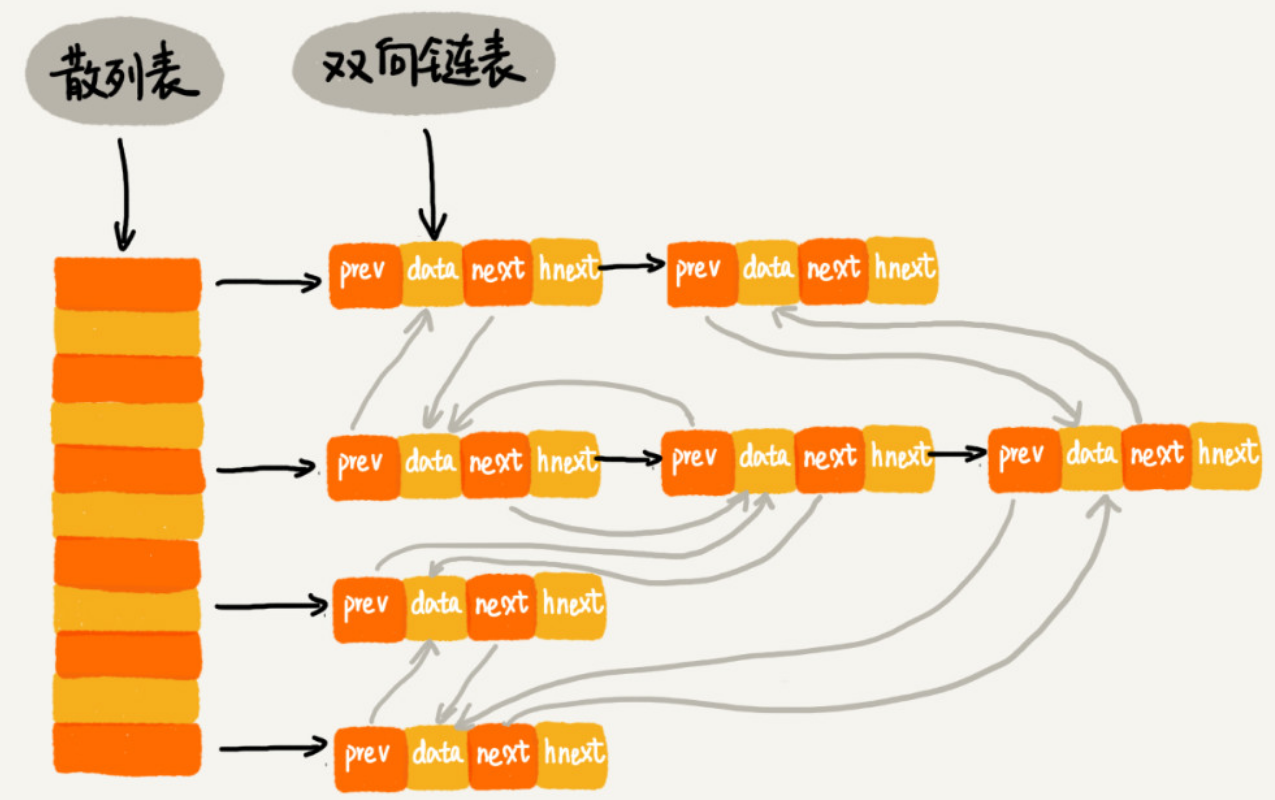 散列表
双向链表
prev data next hnext prev data next hnext
prev data next hnext prev data next hnext prev data next hnext
prev data next hnext
prev data next hnext